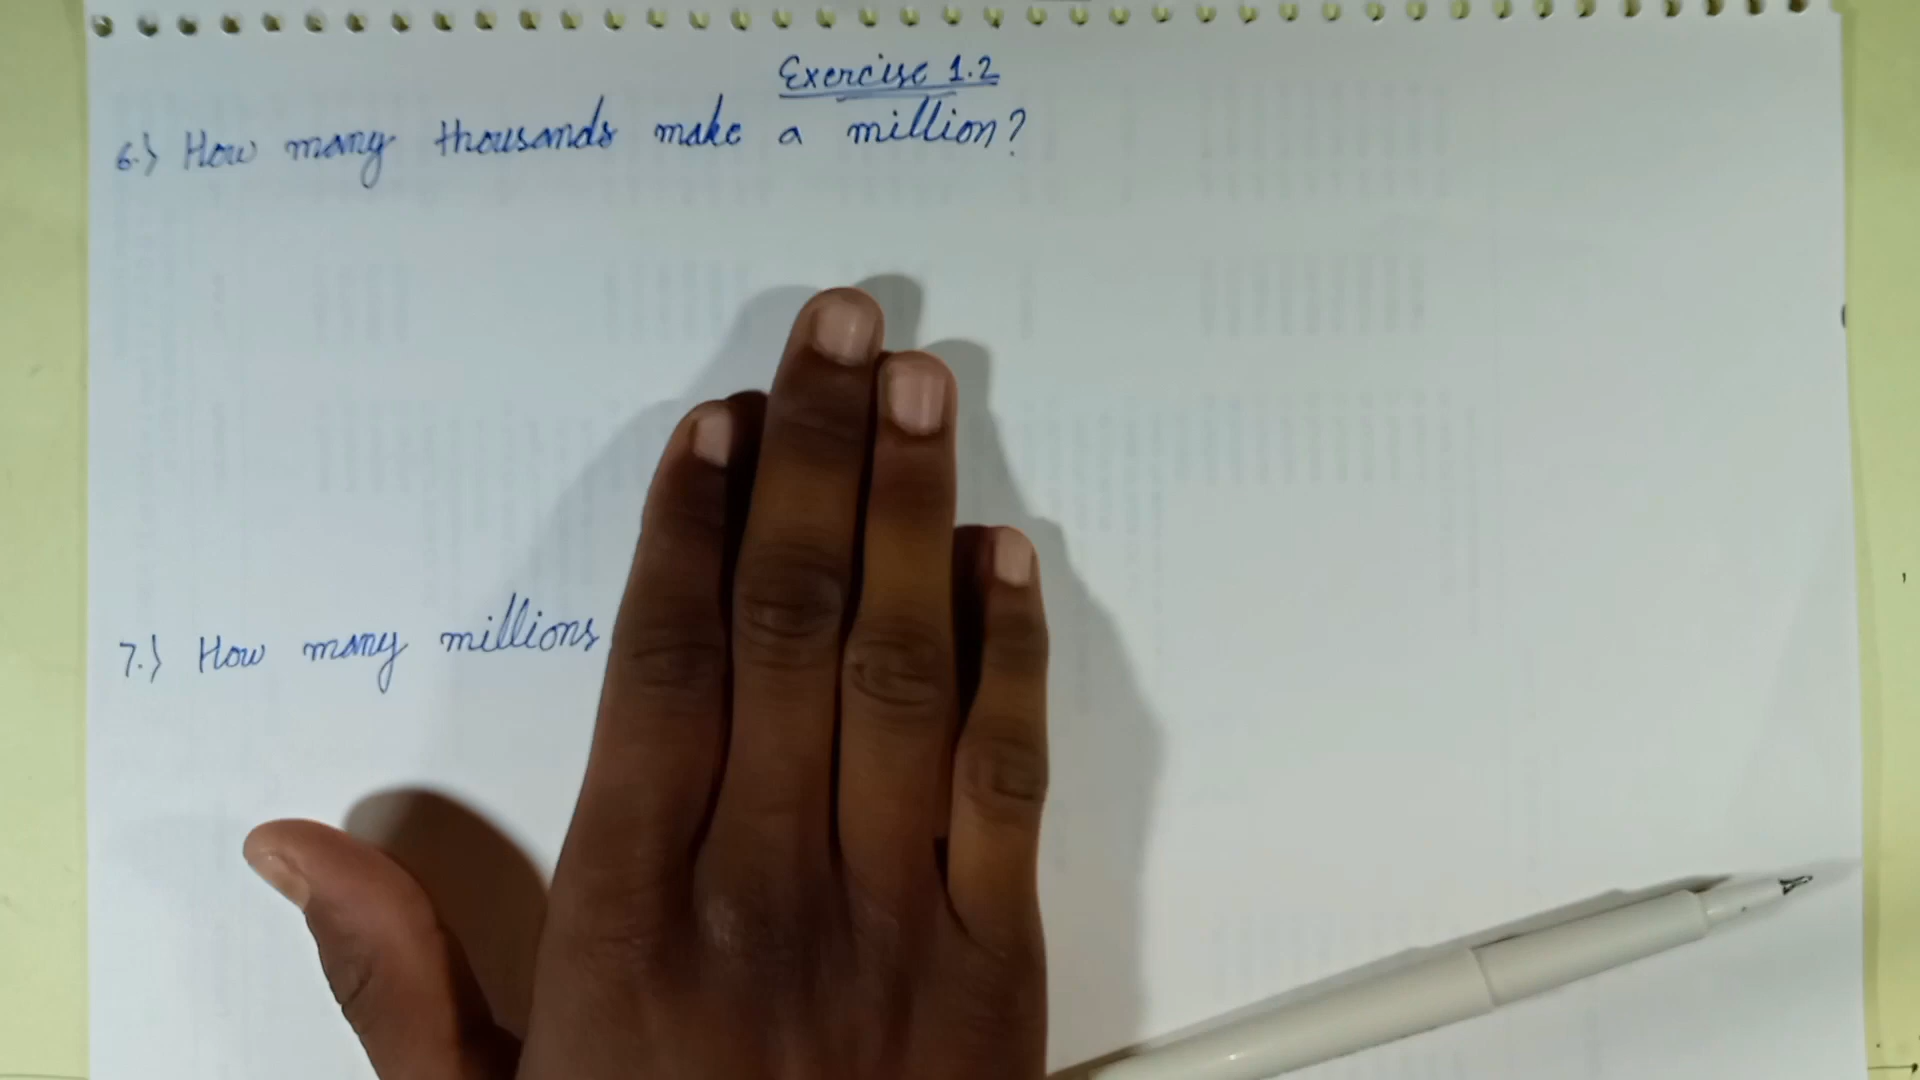 Exercise 1.2
6.) How many thousands make a million?
7.) How many millions